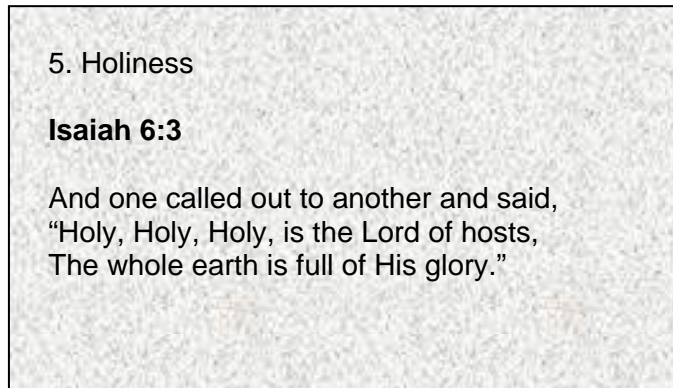 5. Holiness
Isaiah 6:3
And one called out to another and said,
“Holy, Holy, Holy, is the Lord of hosts,
The whole earth is full of His glory.”